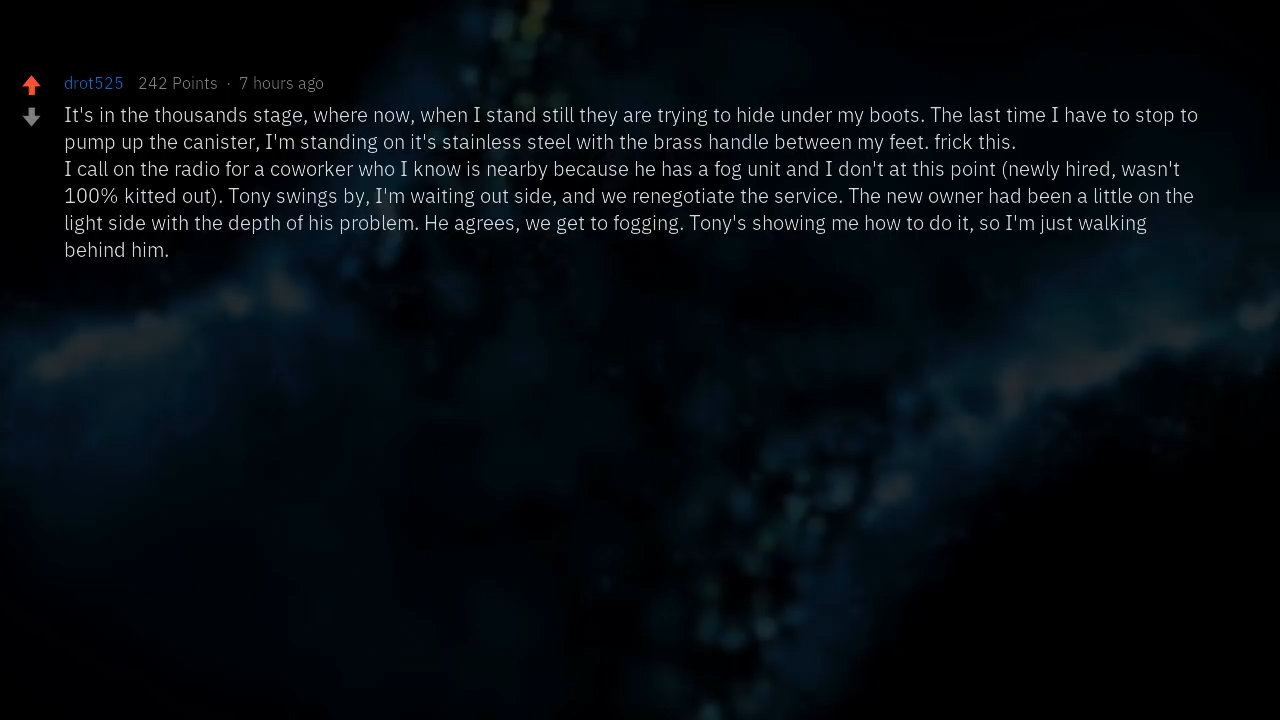 drot525 242 Points · 7 hours ago
It's in the thousands stage, where now, when I stand still they are trying to hide under my boots. The last time I have to stop to
pump up the canister, I'm standing on it's stainless steel with the brass handle between my feet. frick this.
I call on the radio for a coworker who I know is nearby because he has a fog unit and I don't at this point (newly hired, wasn't
100% kitted out). Tony swings by, I'm waiting out side, and we renegotiate the service. The new owner had been a little on the
light side with the depth of his problem. He agrees, we get to fogging. Tony's showing me how to do it, so I'm just walking
behind him.